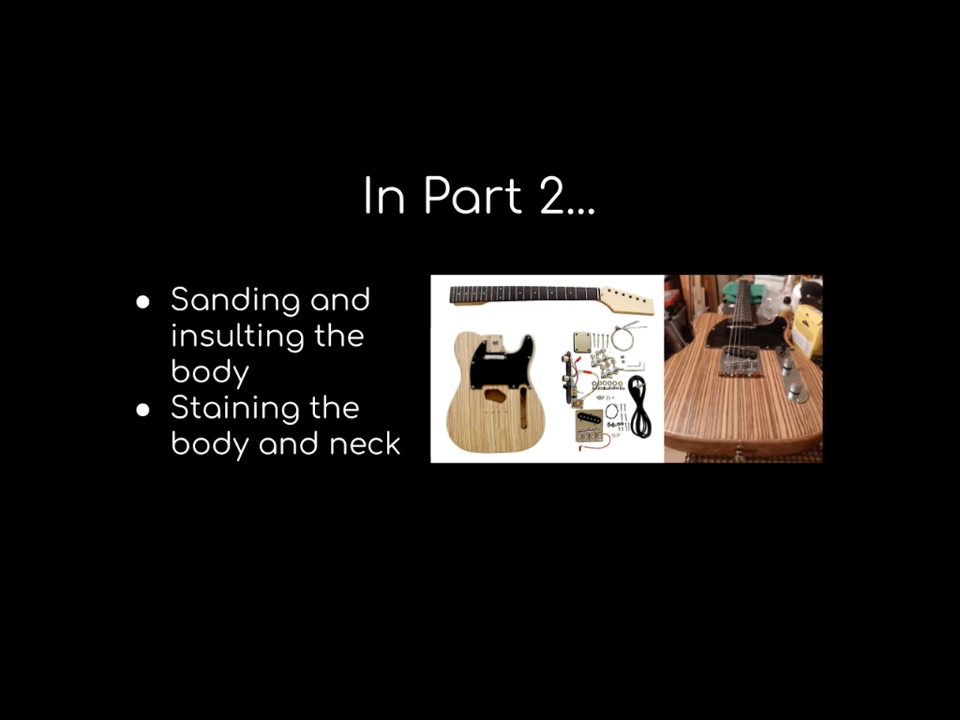 In Part 2...
● Sanding and
insulting the
body
● Staining the
body and neck